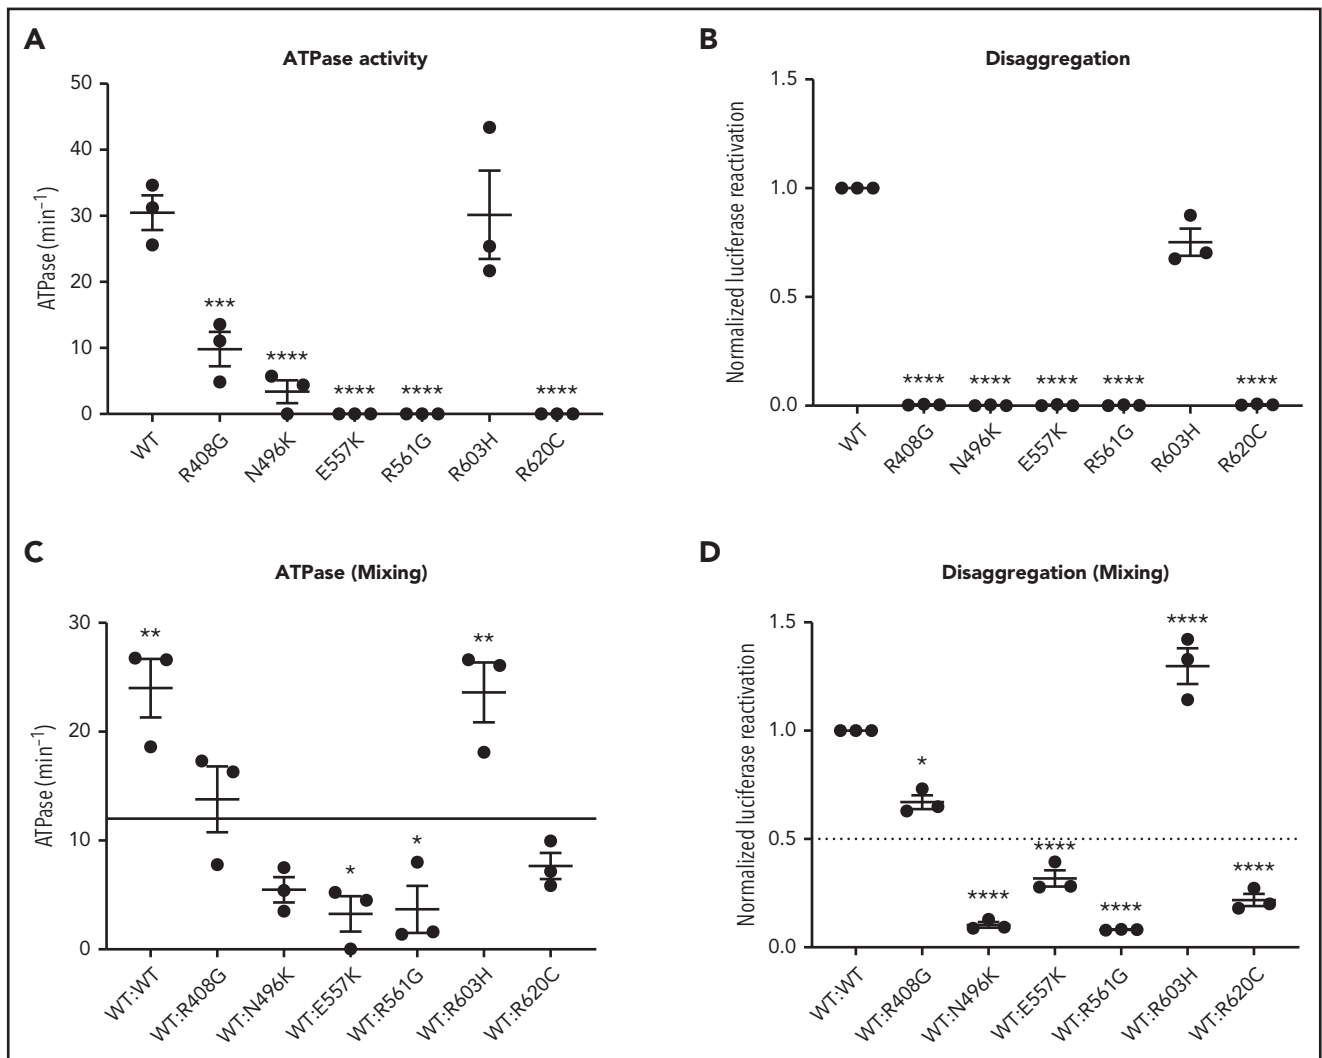 A
ATPase activity
ATPase (min⁻¹)
50
40
30
20
10
0
***
****
****
****
****
WT
R408G
N496K
E557K
R561G
R603H
R620C
B
Disaggregation
Normalized luciferase reactivation
1.5
1.0
0.5
0.0
****
****
****
****
****
WT
R408G
N496K
E557K
R561G
R603H
R620C
C
ATPase (Mixing)
ATPase (min⁻¹)
30
20
10
0
**
*
*
**
WT:WT
WT:R408G
WT:N496K
WT:E557K
WT:R561G
WT:R603H
WT:R620C
D
Disaggregation (Mixing)
Normalized luciferase reactivation
1.5
1.0
0.5
0.0
*
****
****
****
****
****
WT:WT
WT:R408G
WT:N496K
WT:E557K
WT:R561G
WT:R603H
WT:R620C